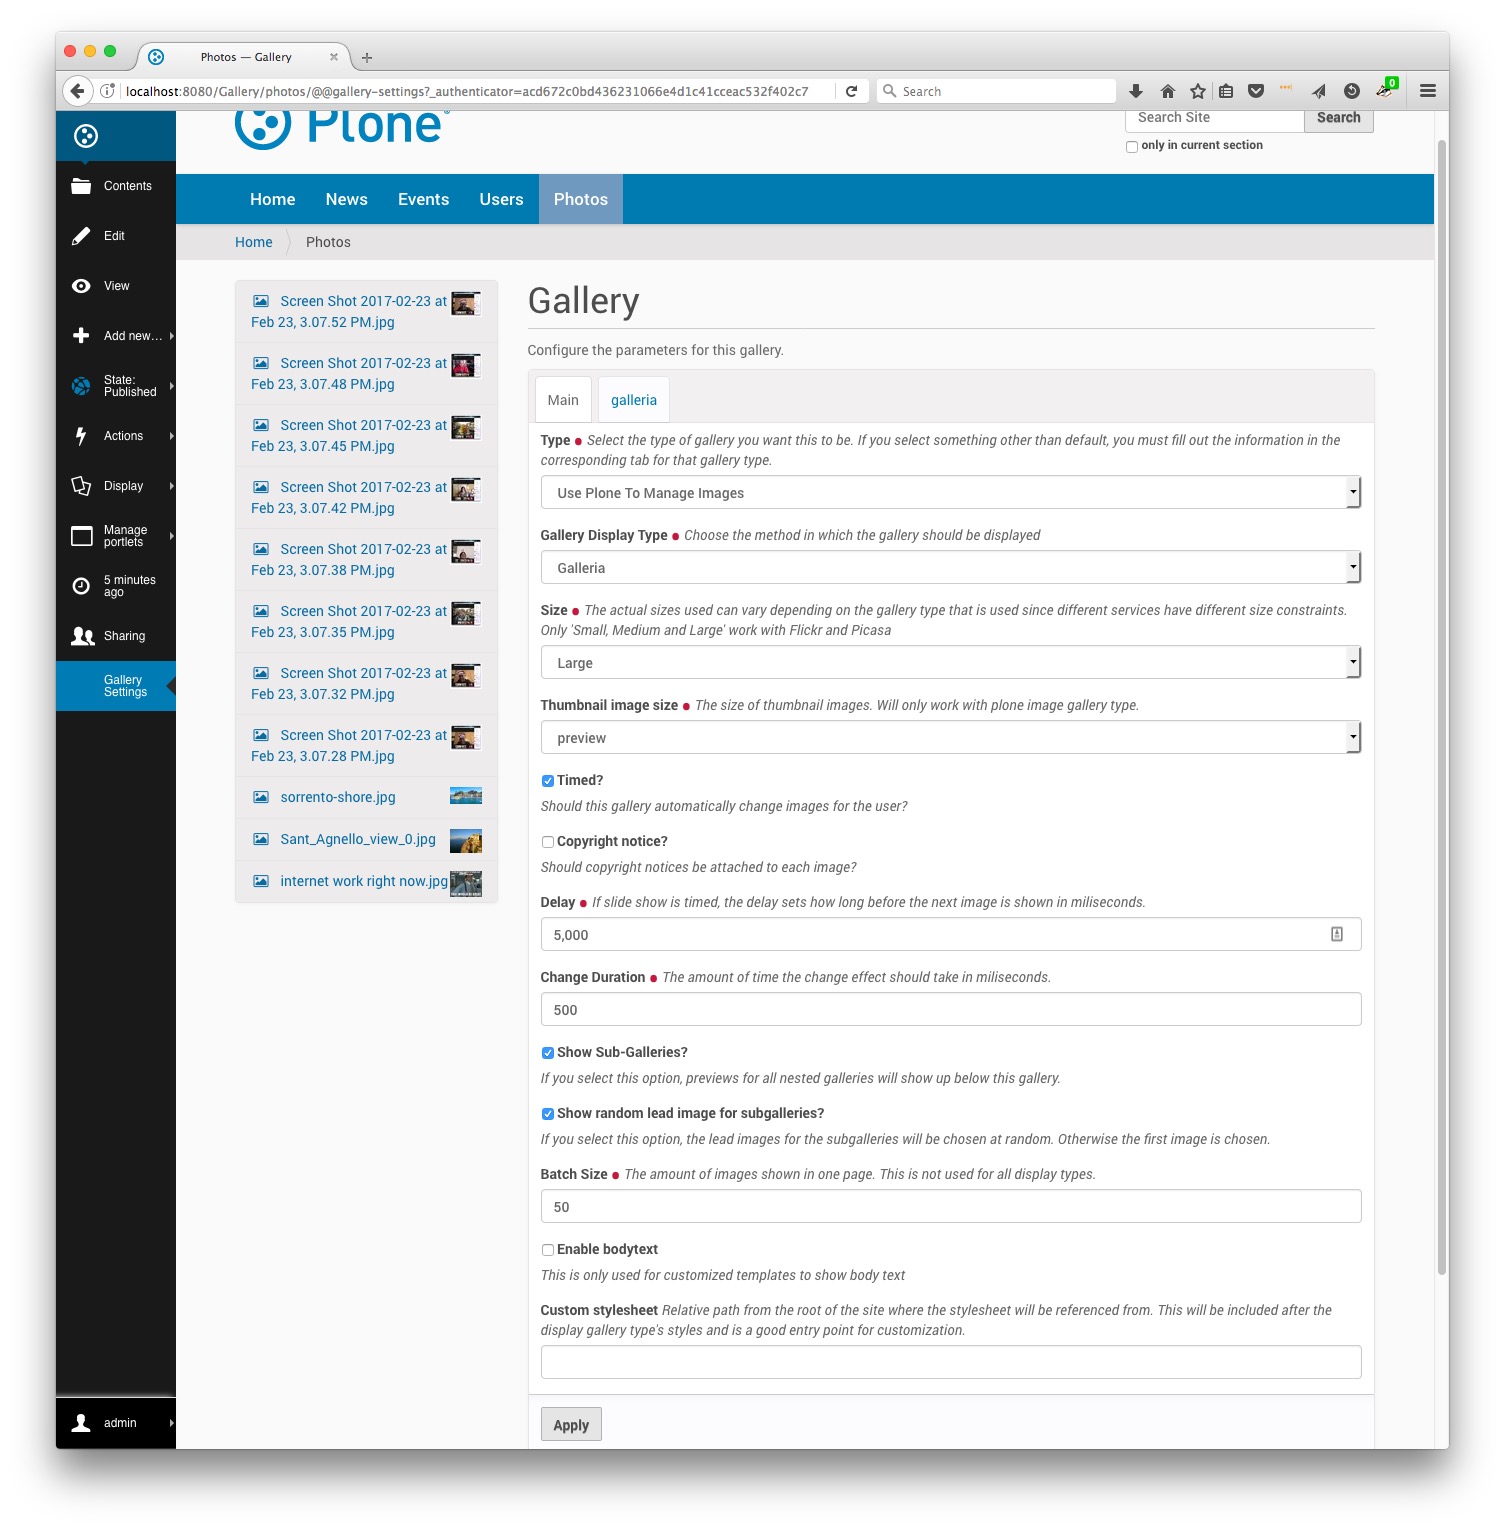 Photos — Gallery
localhost:8080/Gallery/photos/@@gallery-settings?_authenticator=acd672c0bd436231066e4d1c41cceac532f402c7
Search
0
Plone
Search Site
Search
only in current section
Contents
Edit
View
Add new...
State:
Published
Actions
Display
Manage
portlets
5 minutes
ago
Sharing
Gallery
Settings
admin
Home News Events Users Photos
Home Photos
Screen Shot 2017-02-23 at
Feb 23, 3.07.52 PM.jpg
Screen Shot 2017-02-23 at
Feb 23, 3.07.48 PM.jpg
Screen Shot 2017-02-23 at
Feb 23, 3.07.45 PM.jpg
Screen Shot 2017-02-23 at
Feb 23, 3.07.42 PM.jpg
Screen Shot 2017-02-23 at
Feb 23, 3.07.38 PM.jpg
Screen Shot 2017-02-23 at
Feb 23, 3.07.35 PM.jpg
Screen Shot 2017-02-23 at
Feb 23, 3.07.32 PM.jpg
Screen Shot 2017-02-23 at
Feb 23, 3.07.28 PM.jpg
sorrento-shore.jpg
Sant_Agnello_view_0.jpg
internet work right now.jpg
Gallery
Configure the parameters for this gallery.
Main galleria
Type Select the type of gallery you want this to be. If you select something other than default, you must fill out the information in the
corresponding tab for that gallery type.
Use Plone To Manage Images
Gallery Display Type Choose the method in which the gallery should be displayed
Galleria
Size The actual sizes used can vary depending on the gallery type that is used since different services have different size constraints.
Only 'Small, Medium and Large' work with Flickr and Picasa
Large
Thumbnail image size The size of thumbnail images. Will only work with plone image gallery type.
preview
Timed?
Should this gallery automatically change images for the user?
Copyright notice?
Should copyright notices be attached to each image?
Delay If slide show is timed, the delay sets how long before the next image is shown in miliseconds.
5,000
Change Duration The amount of time the change effect should take in miliseconds.
500
Show Sub-Galleries?
If you select this option, previews for all nested galleries will show up below this gallery.
Show random lead image for subgalleries?
If you select this option, the lead images for the subgalleries will be chosen at random. Otherwise the first image is chosen.
Batch Size The amount of images shown in one page. This is not used for all display types.
50
Enable bodytext
This is only used for customized templates to show body text
Custom stylesheet Relative path from the root of the site where the stylesheet will be referenced from. This will be included after the
display gallery type's styles and is a good entry point for customization.
Apply